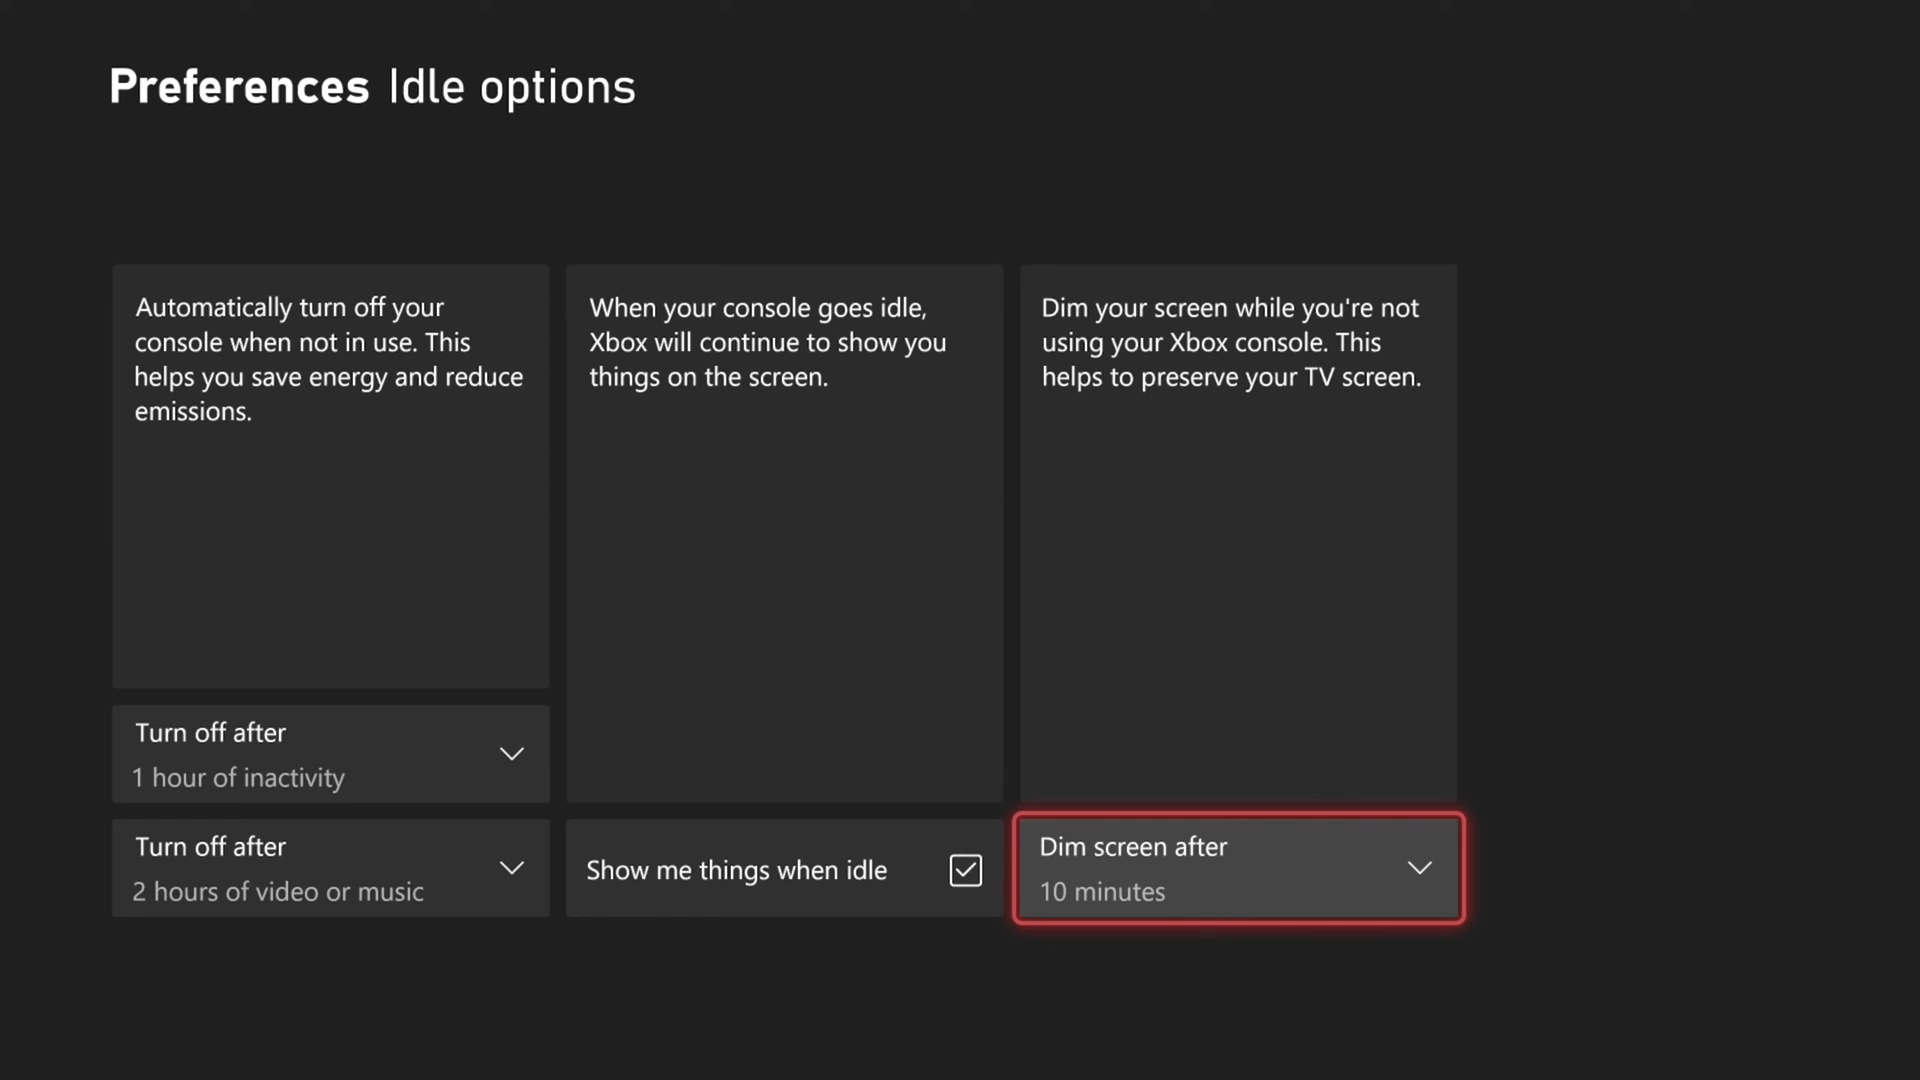 Preferences Idle options
Automatically turn off your
console when not in use. This
helps you save energy and reduce
emissions.
Turn off after
1 hour of inactivity
Turn off after
2 hours of video or music
When your console goes idle,
Xbox will continue to show you
things on the screen.
Show me things when idle
Dim your screen while you're not
using your Xbox console. This
helps to preserve your TV screen.
Dim screen after
10 minutes